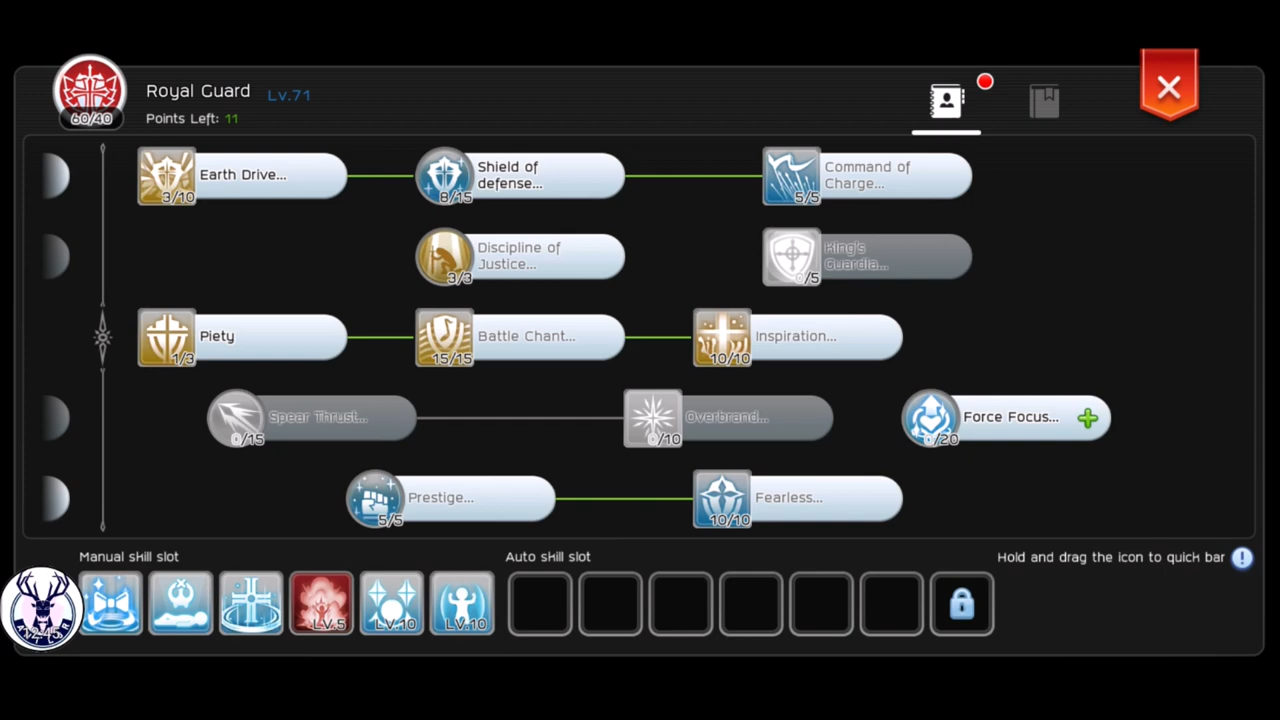 Royal Guard Lv.71
60/40
Points Left: 11
Earth Drive...
3/10
Shield of
defense...
8/15
Command of
Charge...
5/5
Discipline of
Justice...
3/3
King's
Guardia...
0/5
Piety
1/3
Battle Chant...
15/15
Inspiration...
10/10
Spear Thrust...
0/15
Overbrand...
0/10
Force Focus...
0/20
Prestige...
5/5
Fearless...
10/10
Manual skill slot
Auto skill slot
Hold and drag the icon to quick bar
LV.5
LV.10
LV.10